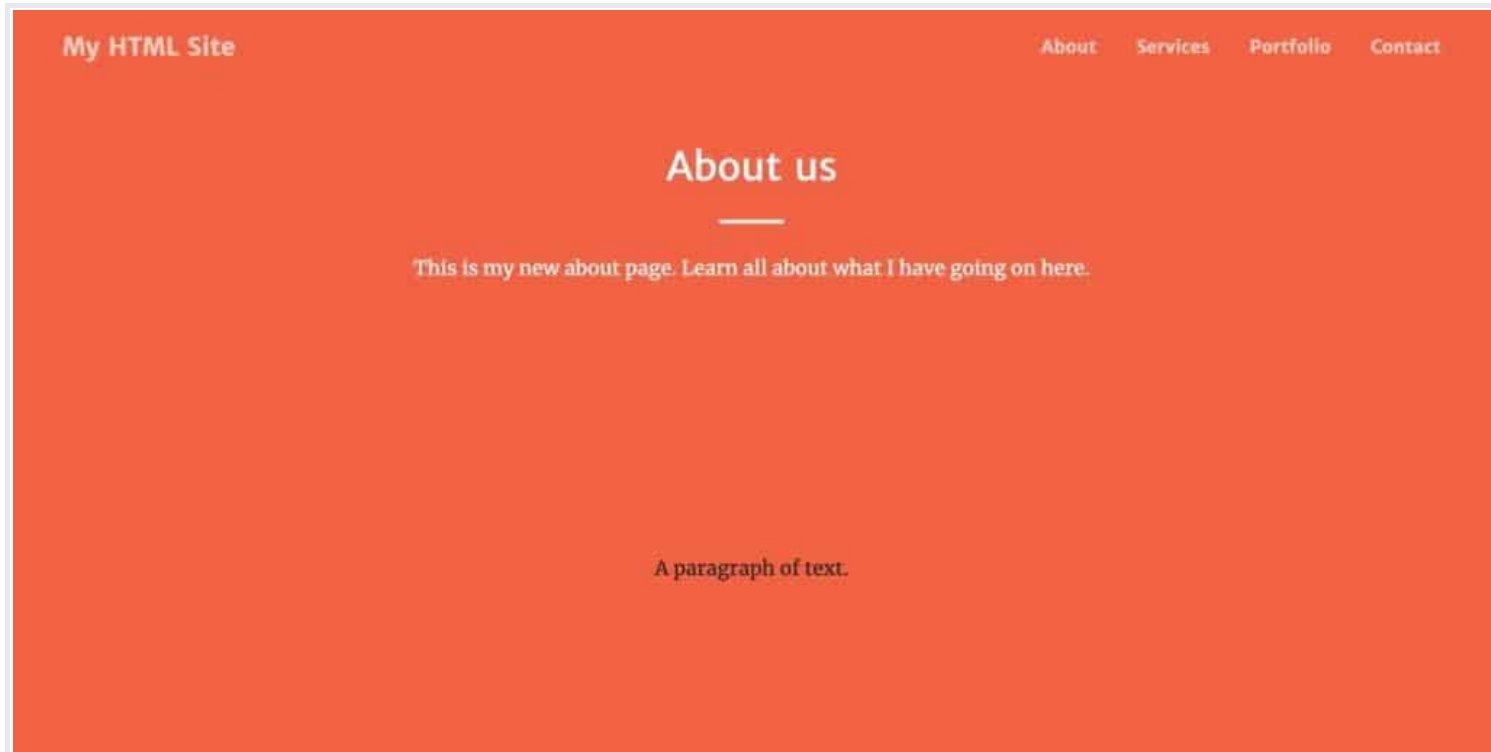 My HTML Site
About Services Portfolio Contact
About us
This is my new about page. Learn all about what I have going on here.
A paragraph of text.